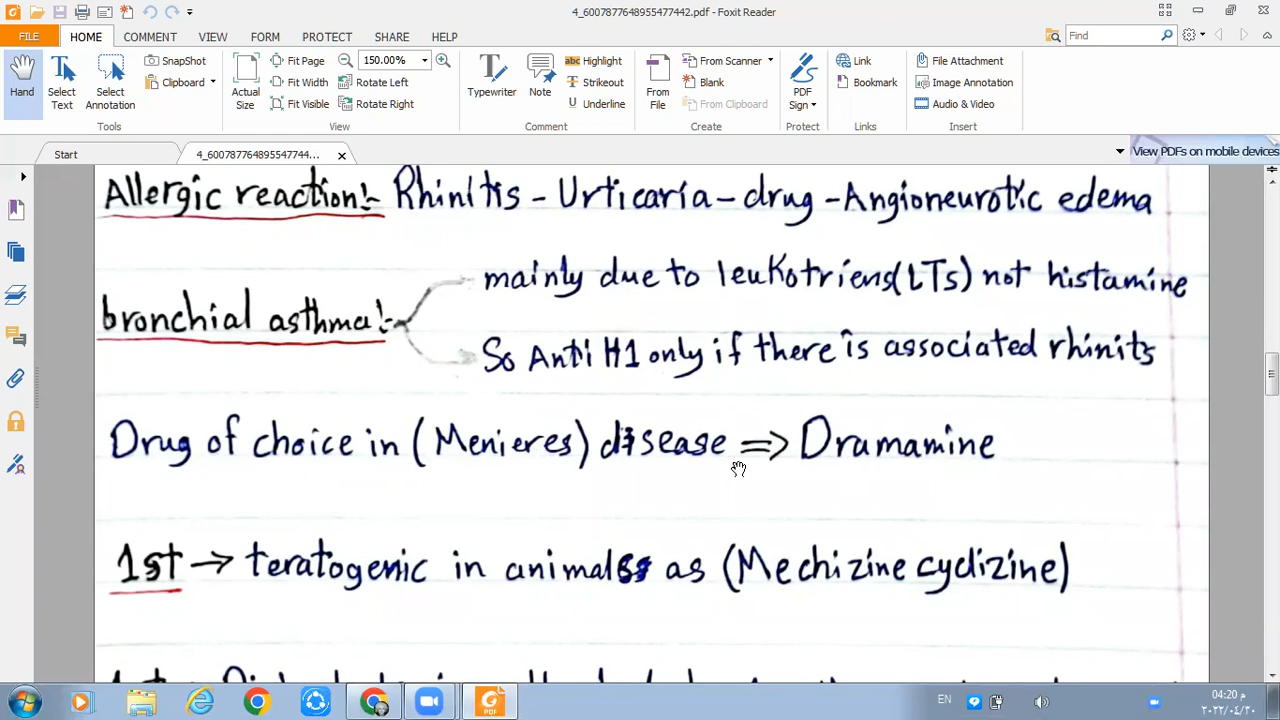 4_6007877648955477442.pdf - Foxit Reader
FILE HOME COMMENT VIEW FORM PROTECT SHARE HELP
Find
Hand
Select Text
Select Annotation
SnapShot
Clipboard
Tools
Actual Size
Fit Page
Fit Width
Fit Visible
150.00%
Rotate Left
Rotate Right
View
Typewriter
Note
Highlight
Strikeout
Underline
Comment
From File
From Scanner
Blank
From Clipboard
Create
PDF Sign
Protect
Link
Bookmark
Links
File Attachment
Image Annotation
Audio & Video
Insert
Start
4_600787764895547744...
View PDFs on mobile devices
Allergic reaction:- Rhinitis - Urticaria - drug - Angioneurotic edema
mainly due to leukotriens(LTs) not histamine
bronchial asthma:-
So Anti H1 only if there is associated rhinits
Drug of choice in (Menieres) disease => Dramamine
1st → teratogenic in animals as (Mechizine cyclizine)
EN
04:20 م
٢٠٢٢/٠٤/٣٠